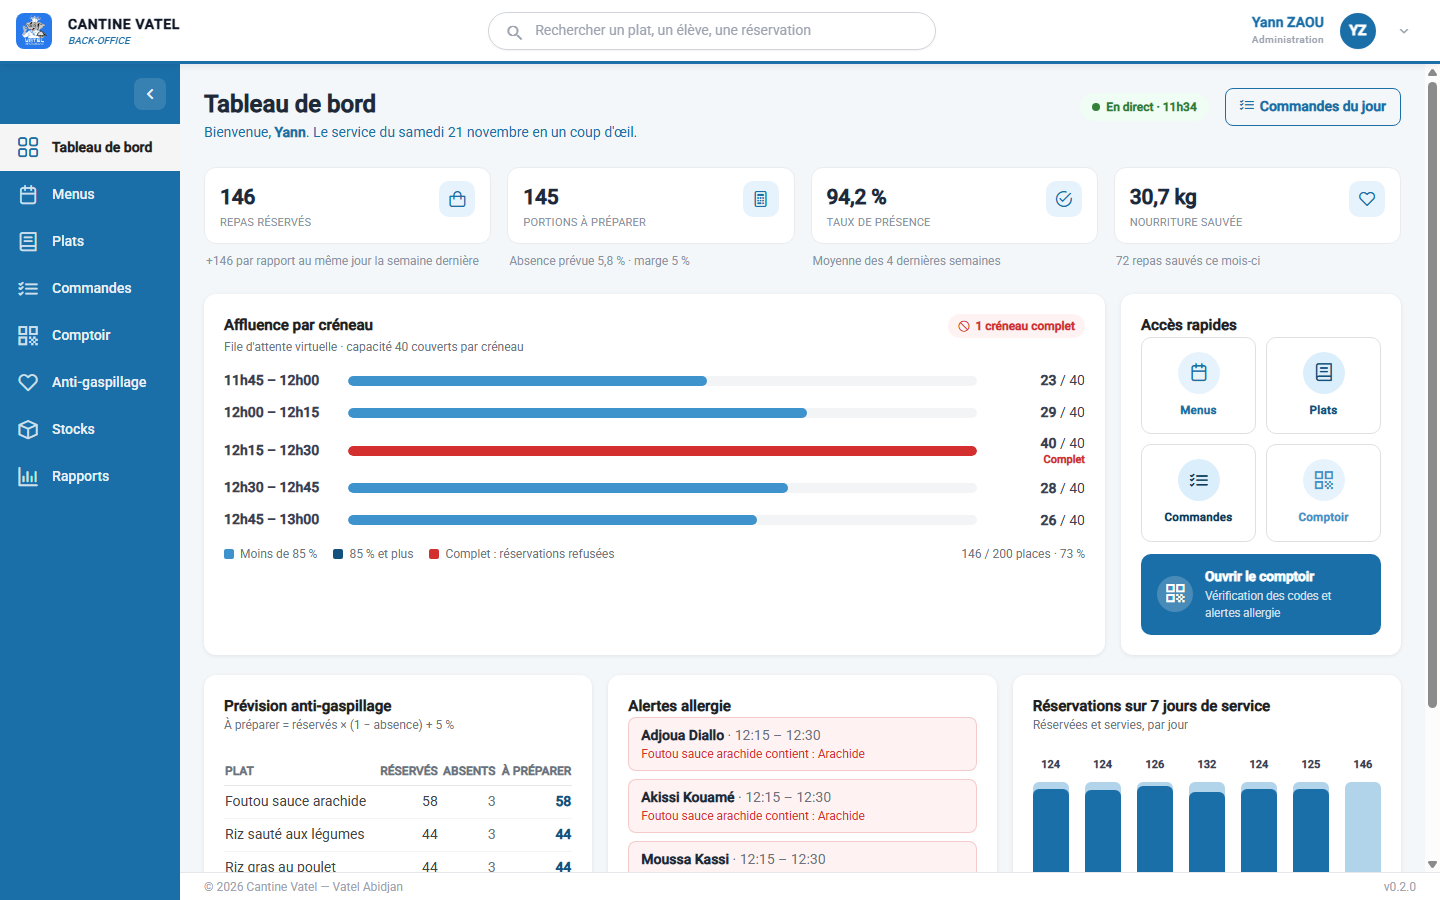 CANTINE VATEL
BACK-OFFICE
Rechercher un plat, un élève, une réservation
Yann ZAOU
Administration
YZ
Tableau de bord
Menus
Plats
Commandes
Comptoir
Anti-gaspillage
Stocks
Rapports
Tableau de bord
Bienvenue, Yann. Le service du samedi 21 novembre en un coup d'œil.
En direct · 11h34
Commandes du jour
146
REPAS RÉSERVÉS
+146 par rapport au même jour la semaine dernière
145
PORTIONS À PRÉPARER
Absence prévue 5,8 % · marge 5 %
94,2 %
TAUX DE PRÉSENCE
Moyenne des 4 dernières semaines
30,7 kg
NOURRITURE SAUVÉE
72 repas sauvés ce mois-ci
Affluence par créneau
File d'attente virtuelle · capacité 40 couverts par créneau
1 créneau complet
11h45 – 12h00 23 / 40
12h00 – 12h15 29 / 40
12h15 – 12h30 40 / 40
Complet
12h30 – 12h45 28 / 40
12h45 – 13h00 26 / 40
Moins de 85 % 85 % et plus Complet : réservations refusées 146 / 200 places · 73 %
Accès rapides
Menus
Plats
Commandes
Comptoir
Ouvrir le comptoir
Vérification des codes et
alertes allergie
Prévision anti-gaspillage
À préparer = réservés × (1 − absence) + 5 %
PLAT RÉSERVÉS ABSENTS À PRÉPARER
Foutou sauce arachide 58 3 58
Riz sauté aux légumes 44 3 44
Riz gras au poulet 44 3 44
Alertes allergie
Adjoua Diallo · 12:15 – 12:30
Foutou sauce arachide contient : Arachide
Akissi Kouamé · 12:15 – 12:30
Foutou sauce arachide contient : Arachide
Moussa Kassi · 12:15 – 12:30
Réservations sur 7 jours de service
Réservées et servies, par jour
124 124 126 132 124 125 146
© 2026 Cantine Vatel — Vatel Abidjan
v0.2.0